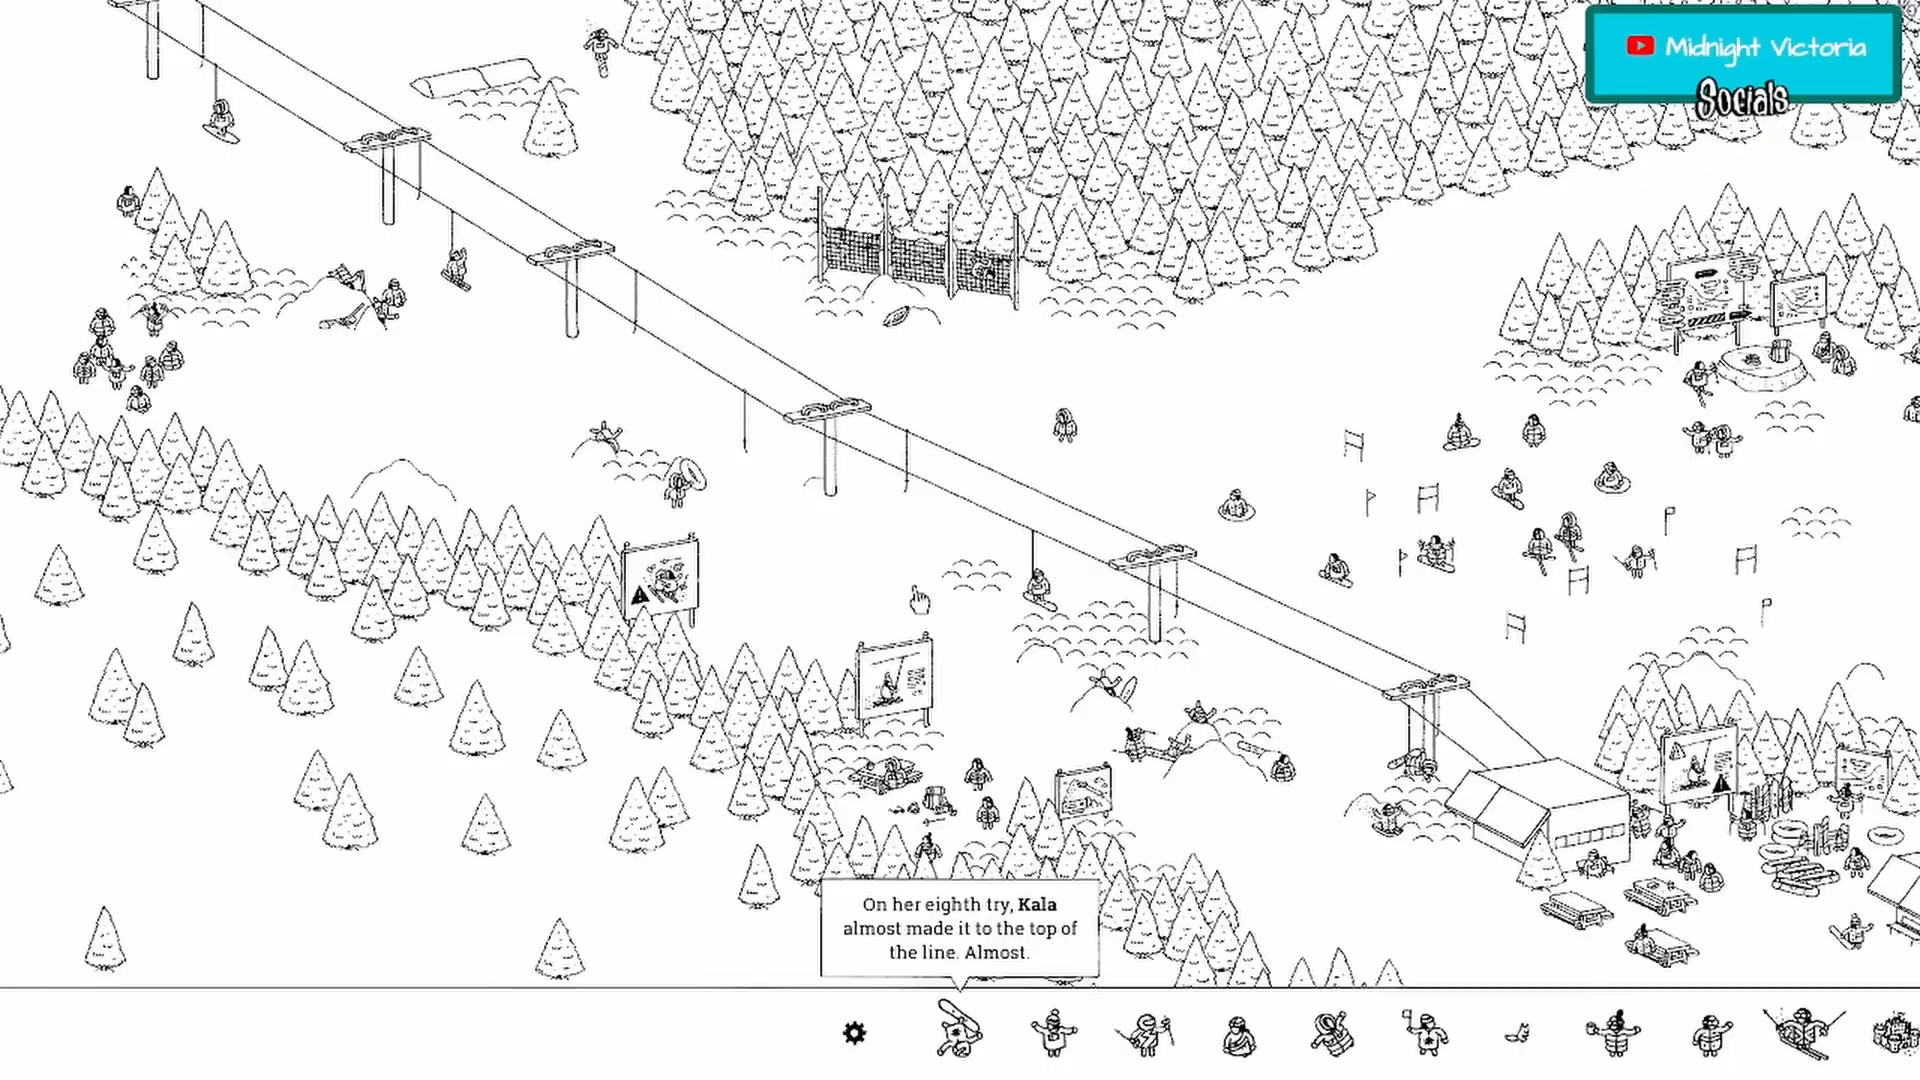 Midnight Victoria
Socials
On her eighth try, Kala
almost made it to the top of
the line. Almost.